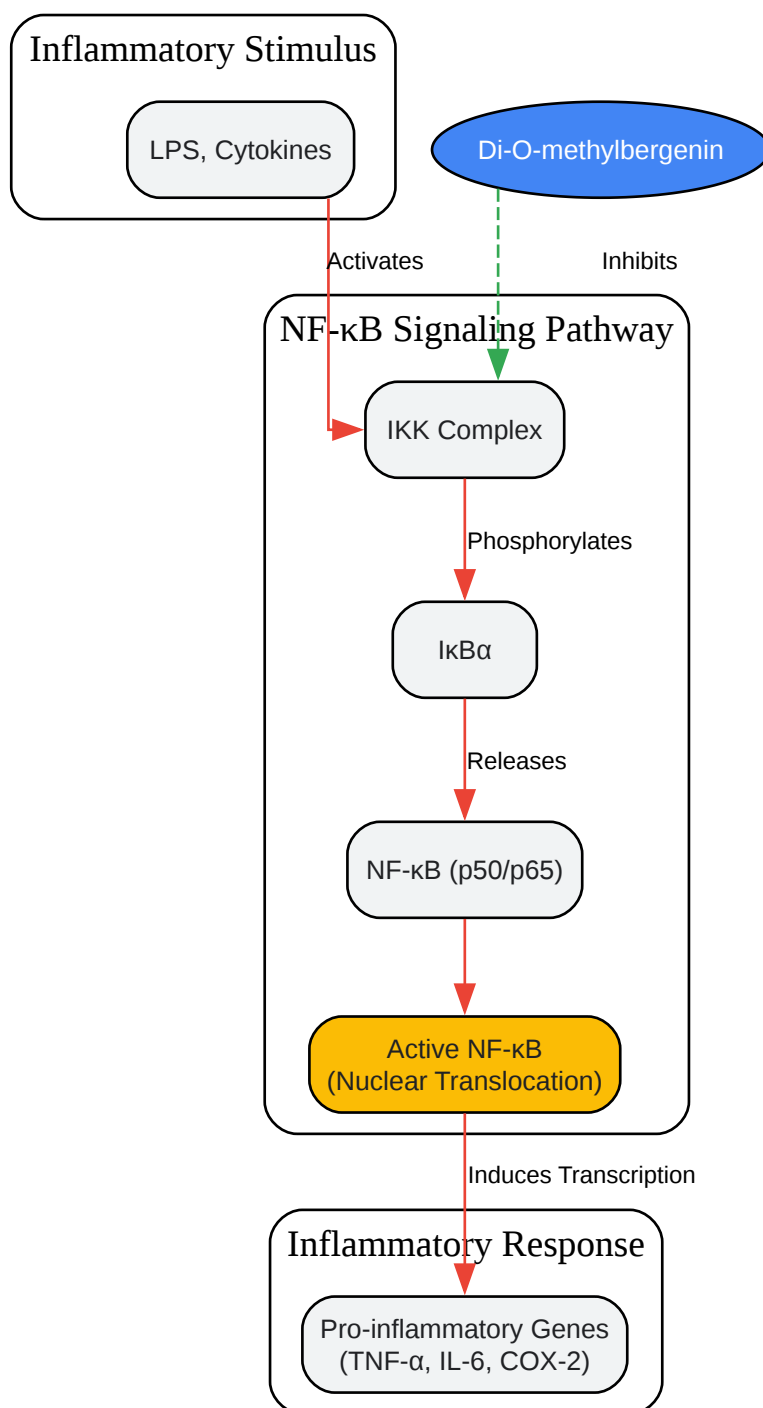 Inflammatory Stimulus
LPS, Cytokines
Di-O-methylbergenin
Activates
Inhibits
NF-κB Signaling Pathway
IKK Complex
Phosphorylates
IκBα
Releases
NF-κB (p50/p65)
Active NF-κB
(Nuclear Translocation)
Induces Transcription
Inflammatory Response
Pro-inflammatory Genes
(TNF-α, IL-6, COX-2)